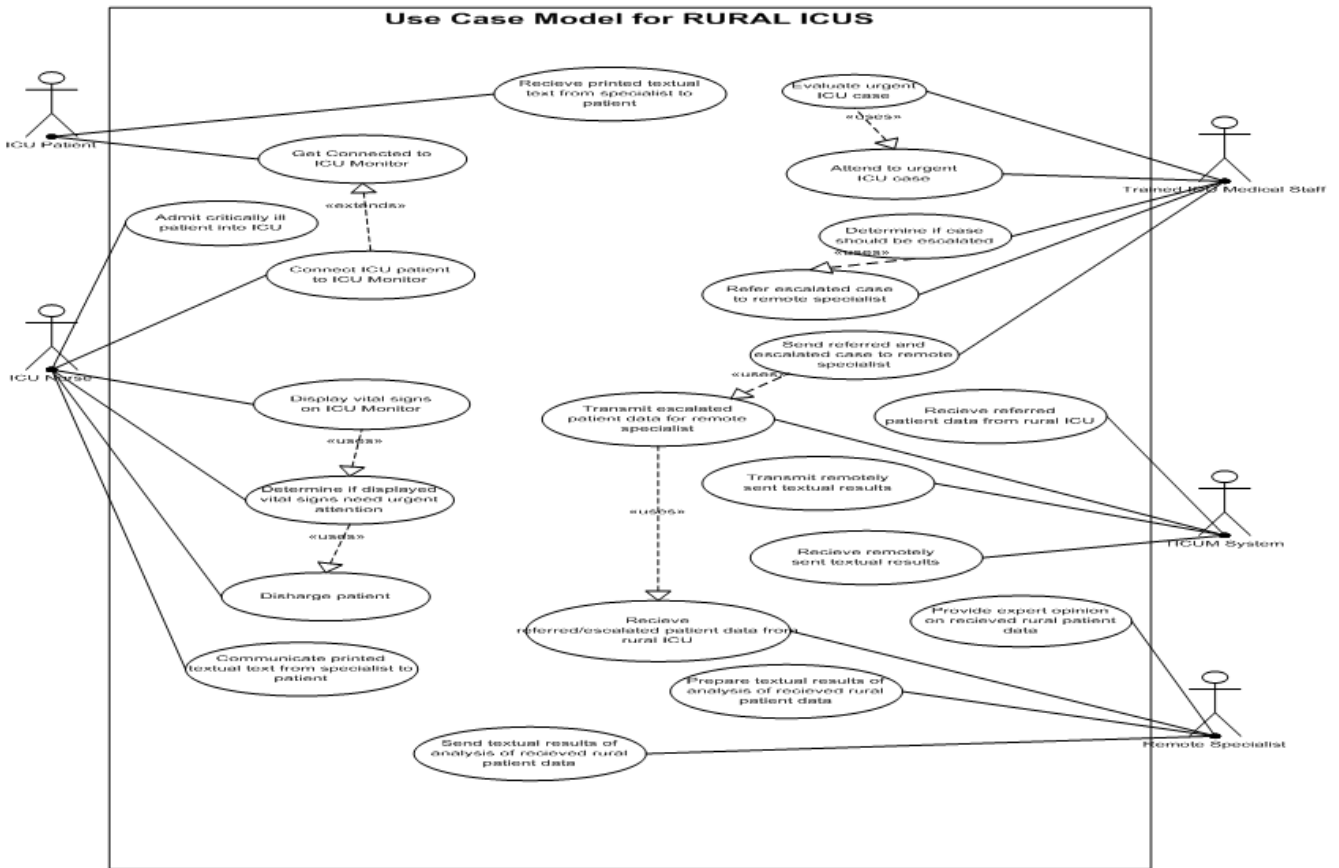 Use Case Model for RURAL ICUS
Recieve printed textual
text from specialist to
patient
Evaluate urgent
ICU case
«uses»
ICU Patient
Get Connected to
ICU Monitor
Attend to urgent
ICU case
Trained ICU Medical Staff
«extends»
Admit critically ill
patient into ICU
Determine if case
should be escalated
«uses»
Connect ICU patient
to ICU Monitor
Refer escalated case
to remote specialist
Send referred and
escalated case to remote
specialist
ICU Nurse
«uses»
Display vital signs
on ICU Monitor
Transmit escalated
patient data for remote
specialist
Recieve referred
patient data from rural ICU
«uses»
Determine if displayed
vital signs need urgent
attention
Transmit remotely
sent textual results
«uses»
«uses»
TICUM System
Recieve remotely
sent textual results
Disharge patient
Recieve
referred/escalated patient data from
rural ICU
Provide expert opinion
on recieved rural patient
data
Communicate printed
textual text from specialist to
patient
Prepare textual results of
analysis of recieved rural
patient data
Send textual results of
analysis of recieved rural
patient data
Remote Specialist